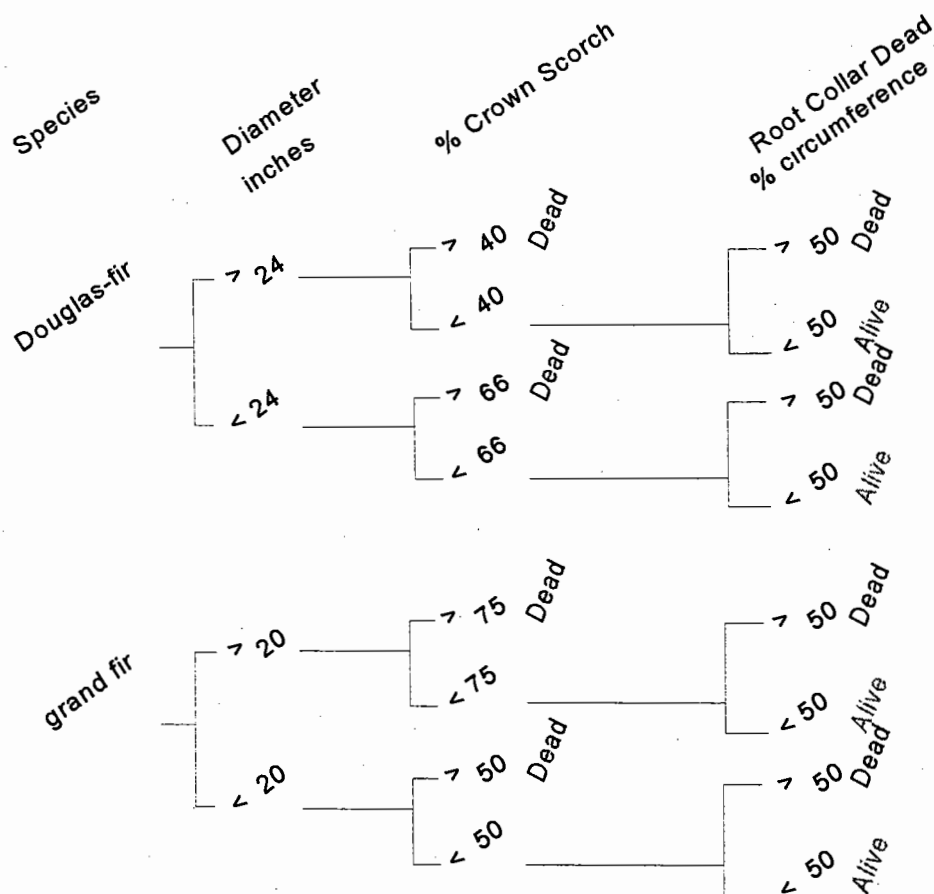 Species
Diameter
inches
% Crown Scorch
Root Collar Dead
% circumference
Douglas-fir
> 24
> 40 Dead
> 50 Dead
< 40
< 50 Alive
< 24
> 66 Dead
> 50 Dead
< 66
< 50 Alive
grand fir
> 20
> 75 Dead
> 50 Dead
< 75
< 50 Alive
< 20
> 50 Dead
> 50 Dead
< 50
< 50 Alive